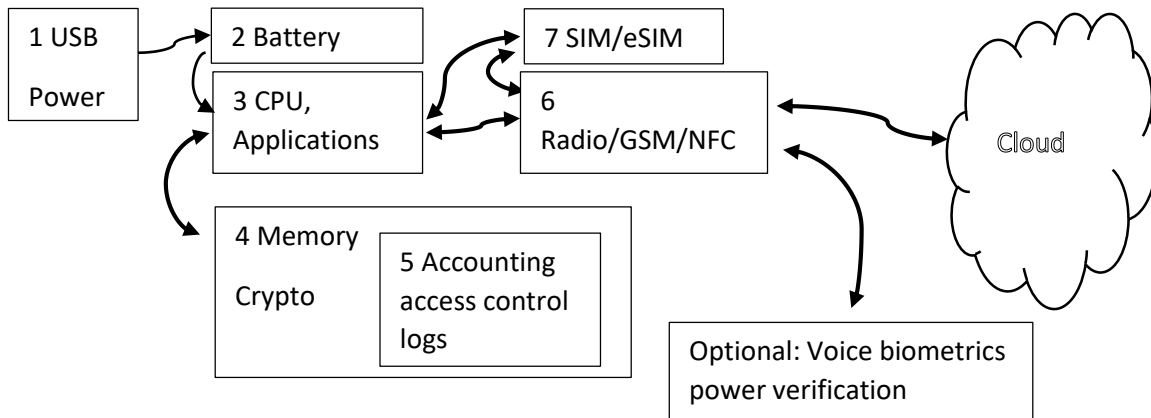 1 USB
Power
2 Battery
3 CPU,
Applications
7 SIM/eSIM
6
Radio/GSM/NFC
Cloud
4 Memory
Crypto
5 Accounting
access control
logs
Optional: Voice biometrics
power verification